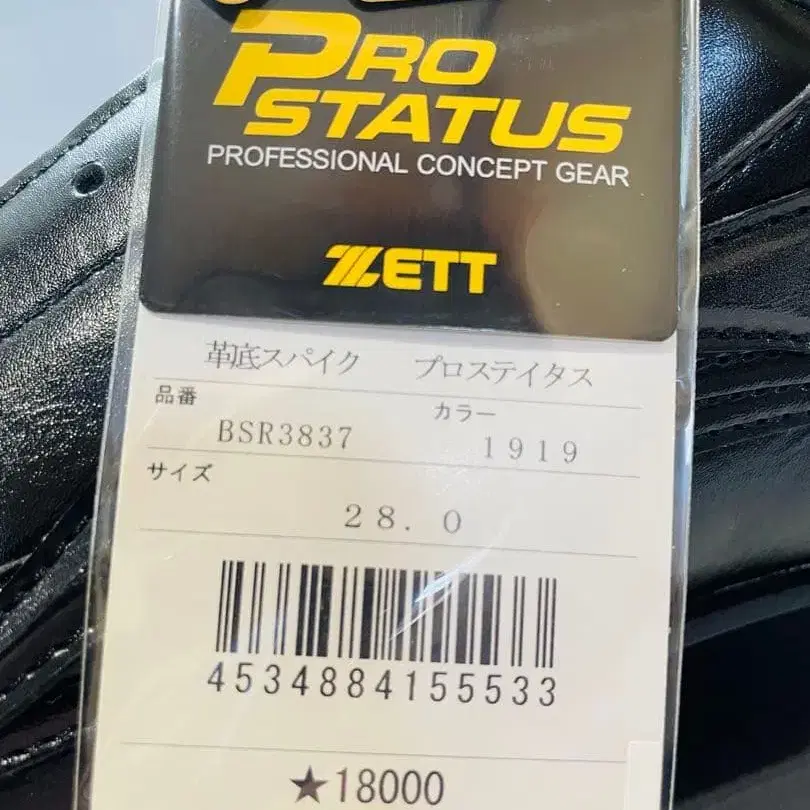 PRO
STATUS
PROFESSIONAL CONCEPT GEAR
ZETT
革底スパイク プロステイタス
品番 カラー
BSR3837 1919
サイズ
28.0
4534884155533
★18000